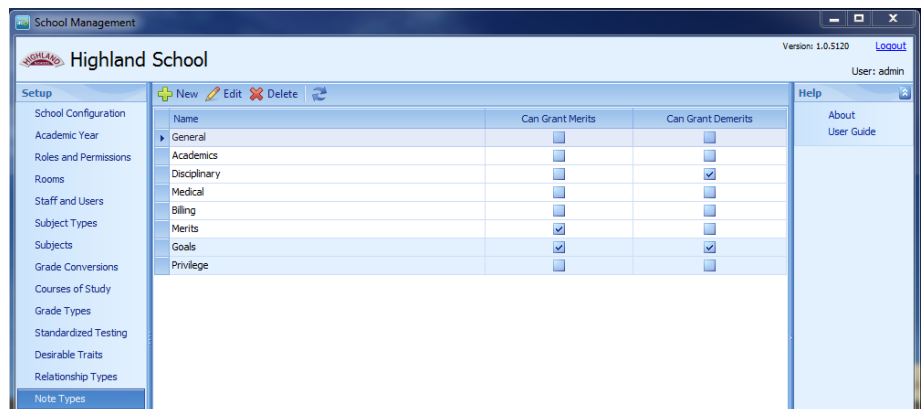 School Management
HIGHLAND
Highland School
Version: 1.0.5120 Logout
User: admin
Setup
School Configuration
Academic Year
Roles and Permissions
Rooms
Staff and Users
Subject Types
Subjects
Grade Conversions
Courses of Study
Grade Types
Standardized Testing
Desirable Traits
Relationship Types
Note Types
New Edit Delete
Name Can Grant Merits Can Grant Demerits
General
Academics
Disciplinary
Medical
Billing
Merits
Goals
Privilege
Help
About
User Guide